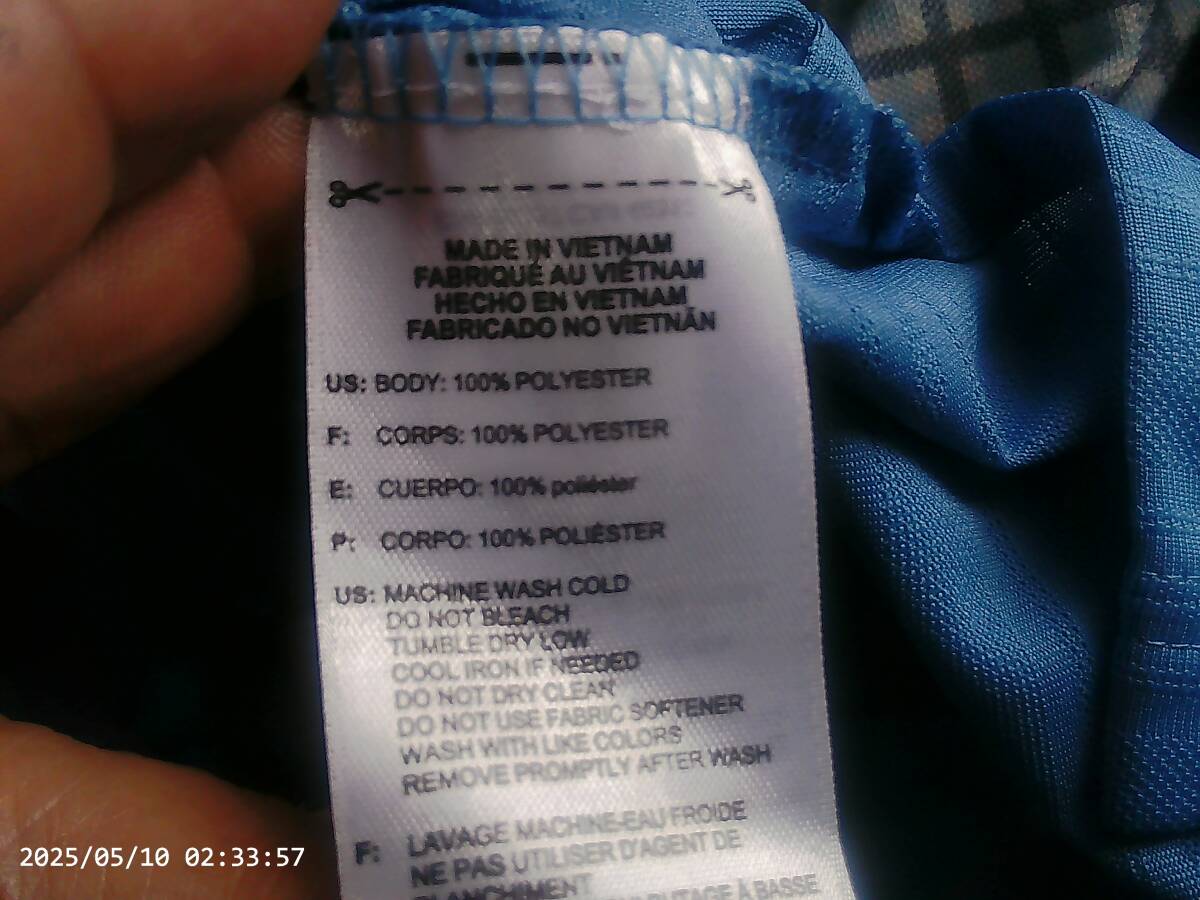 MADE IN VIETNAM
FABRIQUÉ AU VIÊTNAM
HECHO EN VIETNAM
FABRICADO NO VIETNÃN
US: BODY: 100% POLYESTER
F: CORPS: 100% POLYESTER
E: CUERPO: 100% poliéster
P: CORPO: 100% POLIÉSTER
US: MACHINE WASH COLD
DO NOT BLEACH
TUMBLE DRY LOW
COOL IRON IF NEEDED
DO NOT DRY CLEAN
DO NOT USE FABRIC SOFTENER
WASH WITH LIKE COLORS
REMOVE PROMPTLY AFTER WASH
F: LAVAGE MACHINE-EAU FROIDE
NE PAS UTILISER D'AGENT DE
BLANCHIMENT
À BASSE
2025/05/10 02:33:57